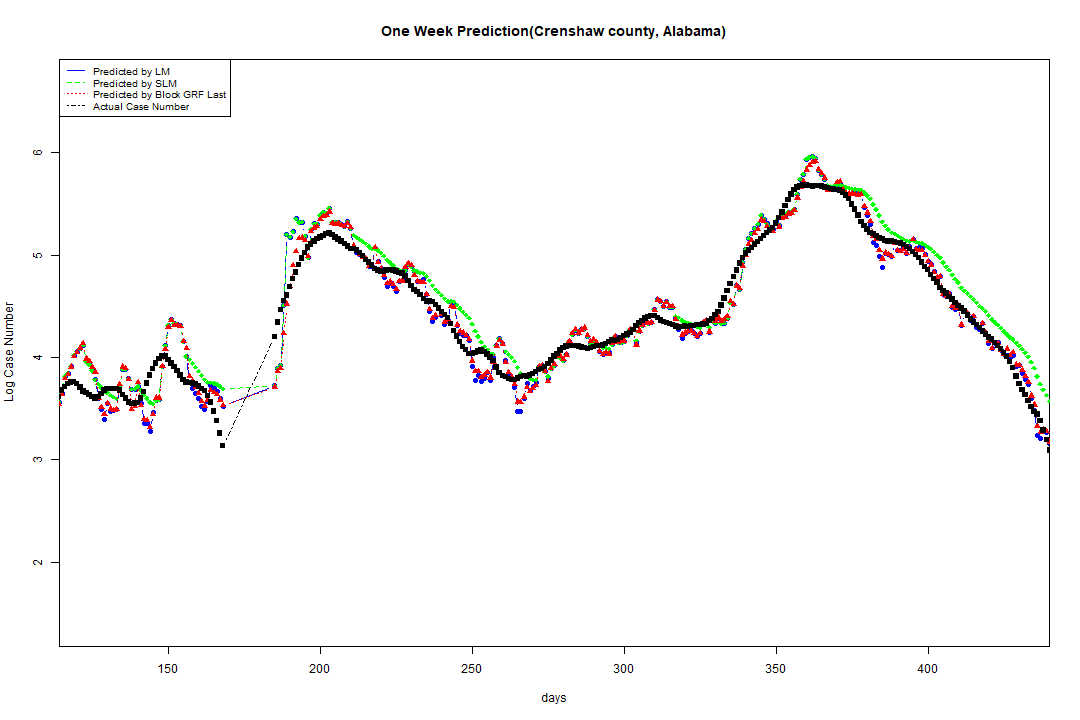 One Week Prediction(Crenshaw county, Alabama)
Predicted by LM
Predicted by SLM
Predicted by Block GRF Last
Actual Case Number
Log Case Number
6
5
4
3
2
150 200 250 300 350 400
days